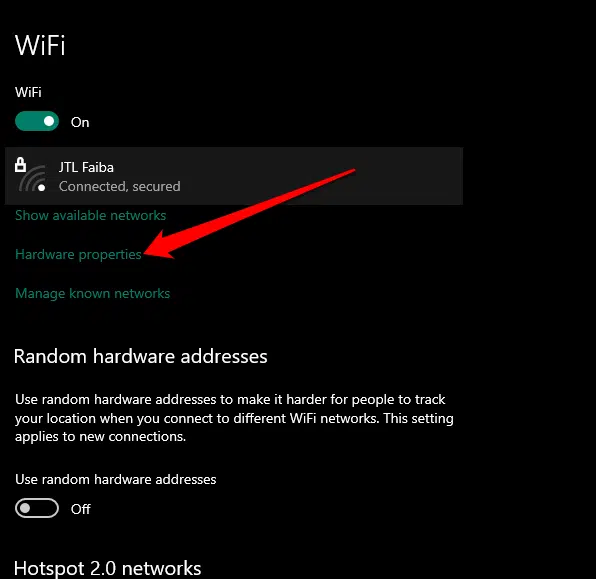 WiFi
WiFi
On
JTL Faiba
Connected, secured
Show available networks
Hardware properties
Manage known networks
Random hardware addresses
Use random hardware addresses to make it harder for people to track
your location when you connect to different WiFi networks. This setting
applies to new connections.
Use random hardware addresses
Off
Hotspot 2.0 networks